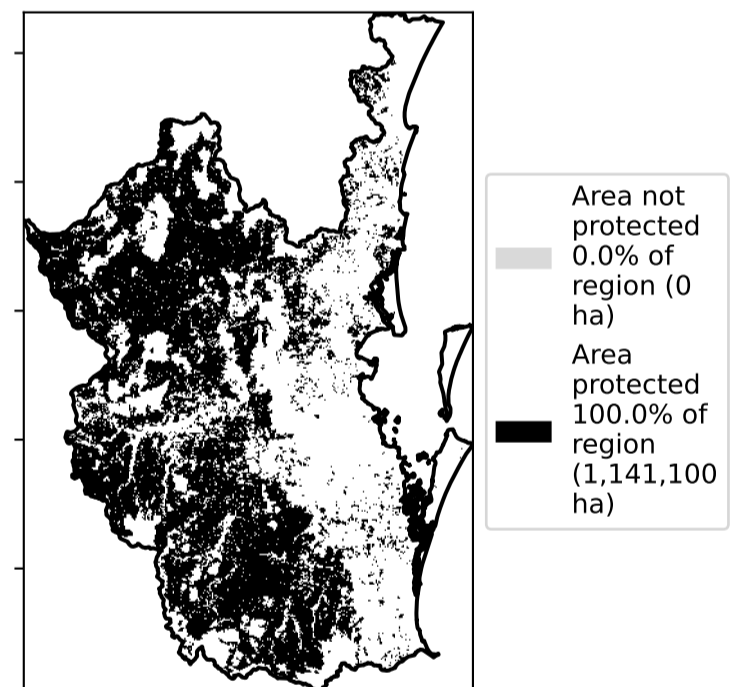 Area not
protected
0.0% of
region (0
ha)
Area
protected
100.0% of
region
(1,141,100
ha)